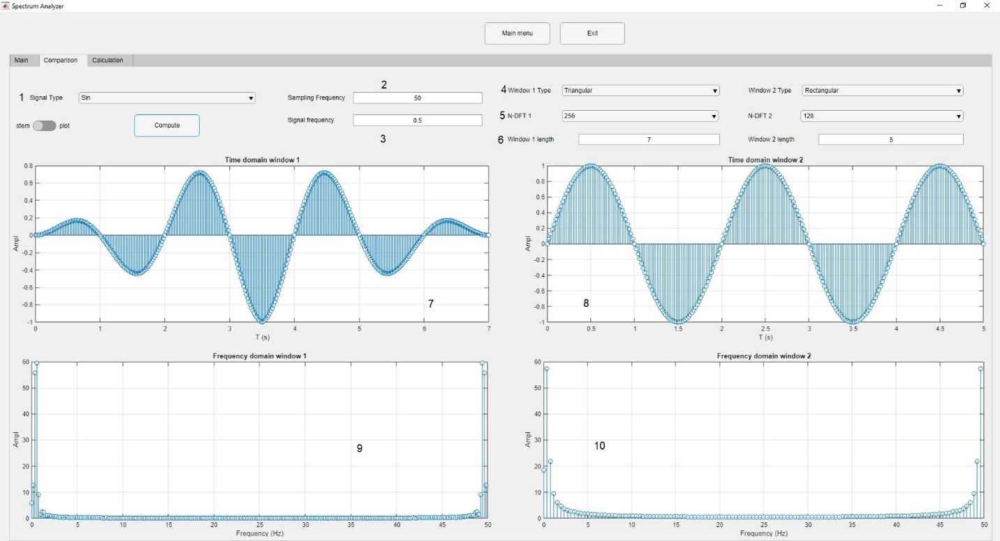 Spectrum Analyzer
Main menu Exit
Main Comparison Calculation
1 Signal Type Sin
2
Sampling Frequency 50
4 Window 1 Type Triangular
Window 2 Type Rectangular
stem plot
Compute
Signal frequency 0.5
3
5 N-DFT 1 256
N-DFT 2 128
6 Window 1 length 7
Window 2 length 5
Time domain window 1
0.8
0.6
0.4
0.2
0
-0.2
-0.4
-0.6
-0.8
-1
Ampl
7
0 1 2 3 4 5 6 7
T (s)
Time domain window 2
1
0.8
0.6
0.4
0.2
0
-0.2
-0.4
-0.6
-0.8
-1
Ampl
8
0 0.5 1 1.5 2 2.5 3 3.5 4 4.5 5
T (s)
Frequency domain window 1
60
50
40
30
20
10
0
Ampl
9
0 5 10 15 20 25 30 35 40 45 50
Frequency (Hz)
Frequency domain window 2
60
50
40
30
20
10
0
Ampl
10
0 5 10 15 20 25 30 35 40 45 50
Frequency (Hz)